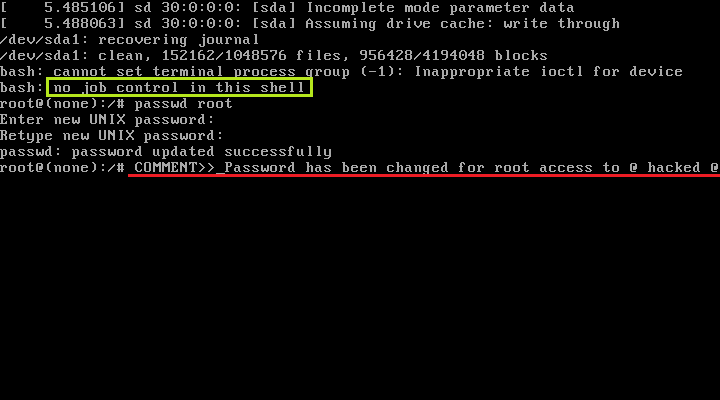 [    5.485106] sd 30:0:0:0: [sda] Incomplete mode parameter data
[    5.488063] sd 30:0:0:0: [sda] Assuming drive cache: write through
/dev/sda1: recovering journal
/dev/sda1: clean, 152162/1048576 files, 956428/4194048 blocks
bash: cannot set terminal process group (-1): Inappropriate ioctl for device
bash: no job control in this shell
root@(none):/# passwd root
Enter new UNIX password:
Retype new UNIX password:
passwd: password updated successfully
root@(none):/# COMMENT>>_Password has been changed for root access to @ hacked @